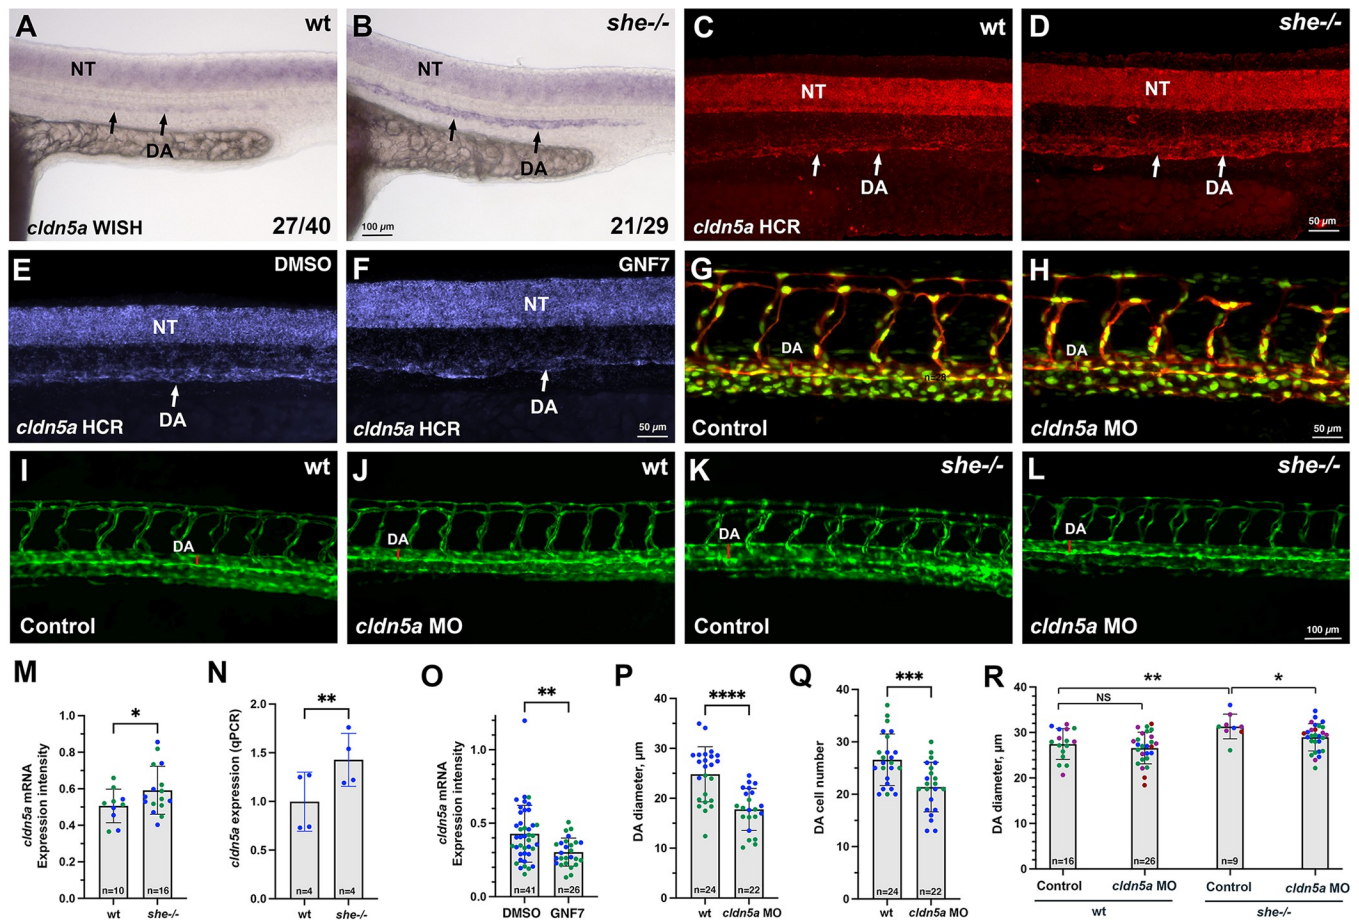 A
wt
NT
DA
cldn5a WISH
27/40
B
she-/-
NT
DA
100 µm
21/29
C
wt
NT
DA
cldn5a HCR
D
she-/-
NT
DA
50 µm
E
DMSO
NT
DA
cldn5a HCR
F
GNF7
NT
DA
cldn5a HCR
50 µm
G
DA
n=28
Control
H
DA
cldn5a MO
50 µm
I
wt
DA
Control
J
wt
DA
cldn5a MO
K
she-/-
DA
Control
L
she-/-
DA
cldn5a MO
100 µm
M
cldn5a mRNA
Expression intensity
1.0
0.8
0.6
0.4
0.2
0.0
*
n=10
n=16
wt
she-/-
N
cldn5a expression (qPCR)
2.0
1.5
1.0
0.5
0.0
**
n=4
n=4
wt
she-/-
O
cldn5a mRNA
Expression intensity
1.0
0.5
0.0
**
n=41
n=26
DMSO
GNF7
P
DA diameter, µm
40
30
20
10
0
****
n=24
n=22
wt
cldn5a MO
Q
DA cell number
40
30
20
10
0
***
n=24
n=22
wt
cldn5a MO
R
DA diameter, µm
40
30
20
10
0
**
NS
*
n=16
n=26
n=9
Control
cldn5a MO
Control
cldn5a MO
wt
she-/-